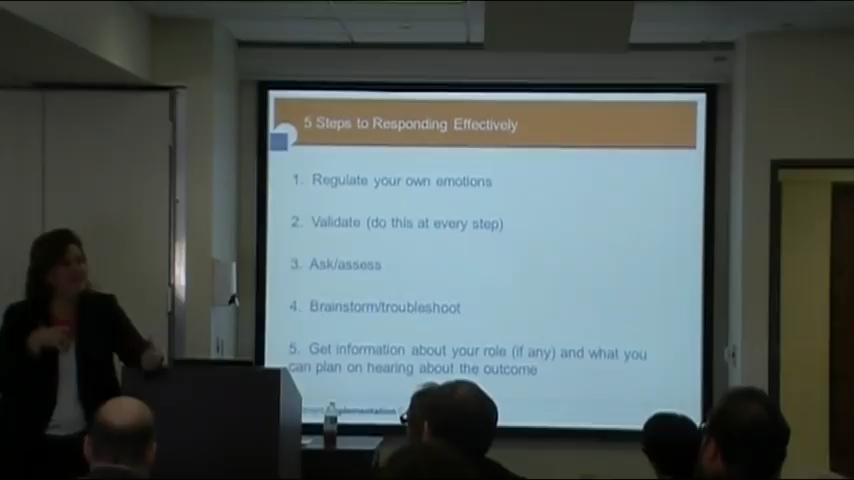 5 Steps to Responding Effectively
1. Regulate your own emotions
2. Validate (do this at every step)
3. Ask/assess
4. Brainstorm/troubleshoot
5. Get information about your role (if any) and what you
can plan on hearing about the outcome
Implementation